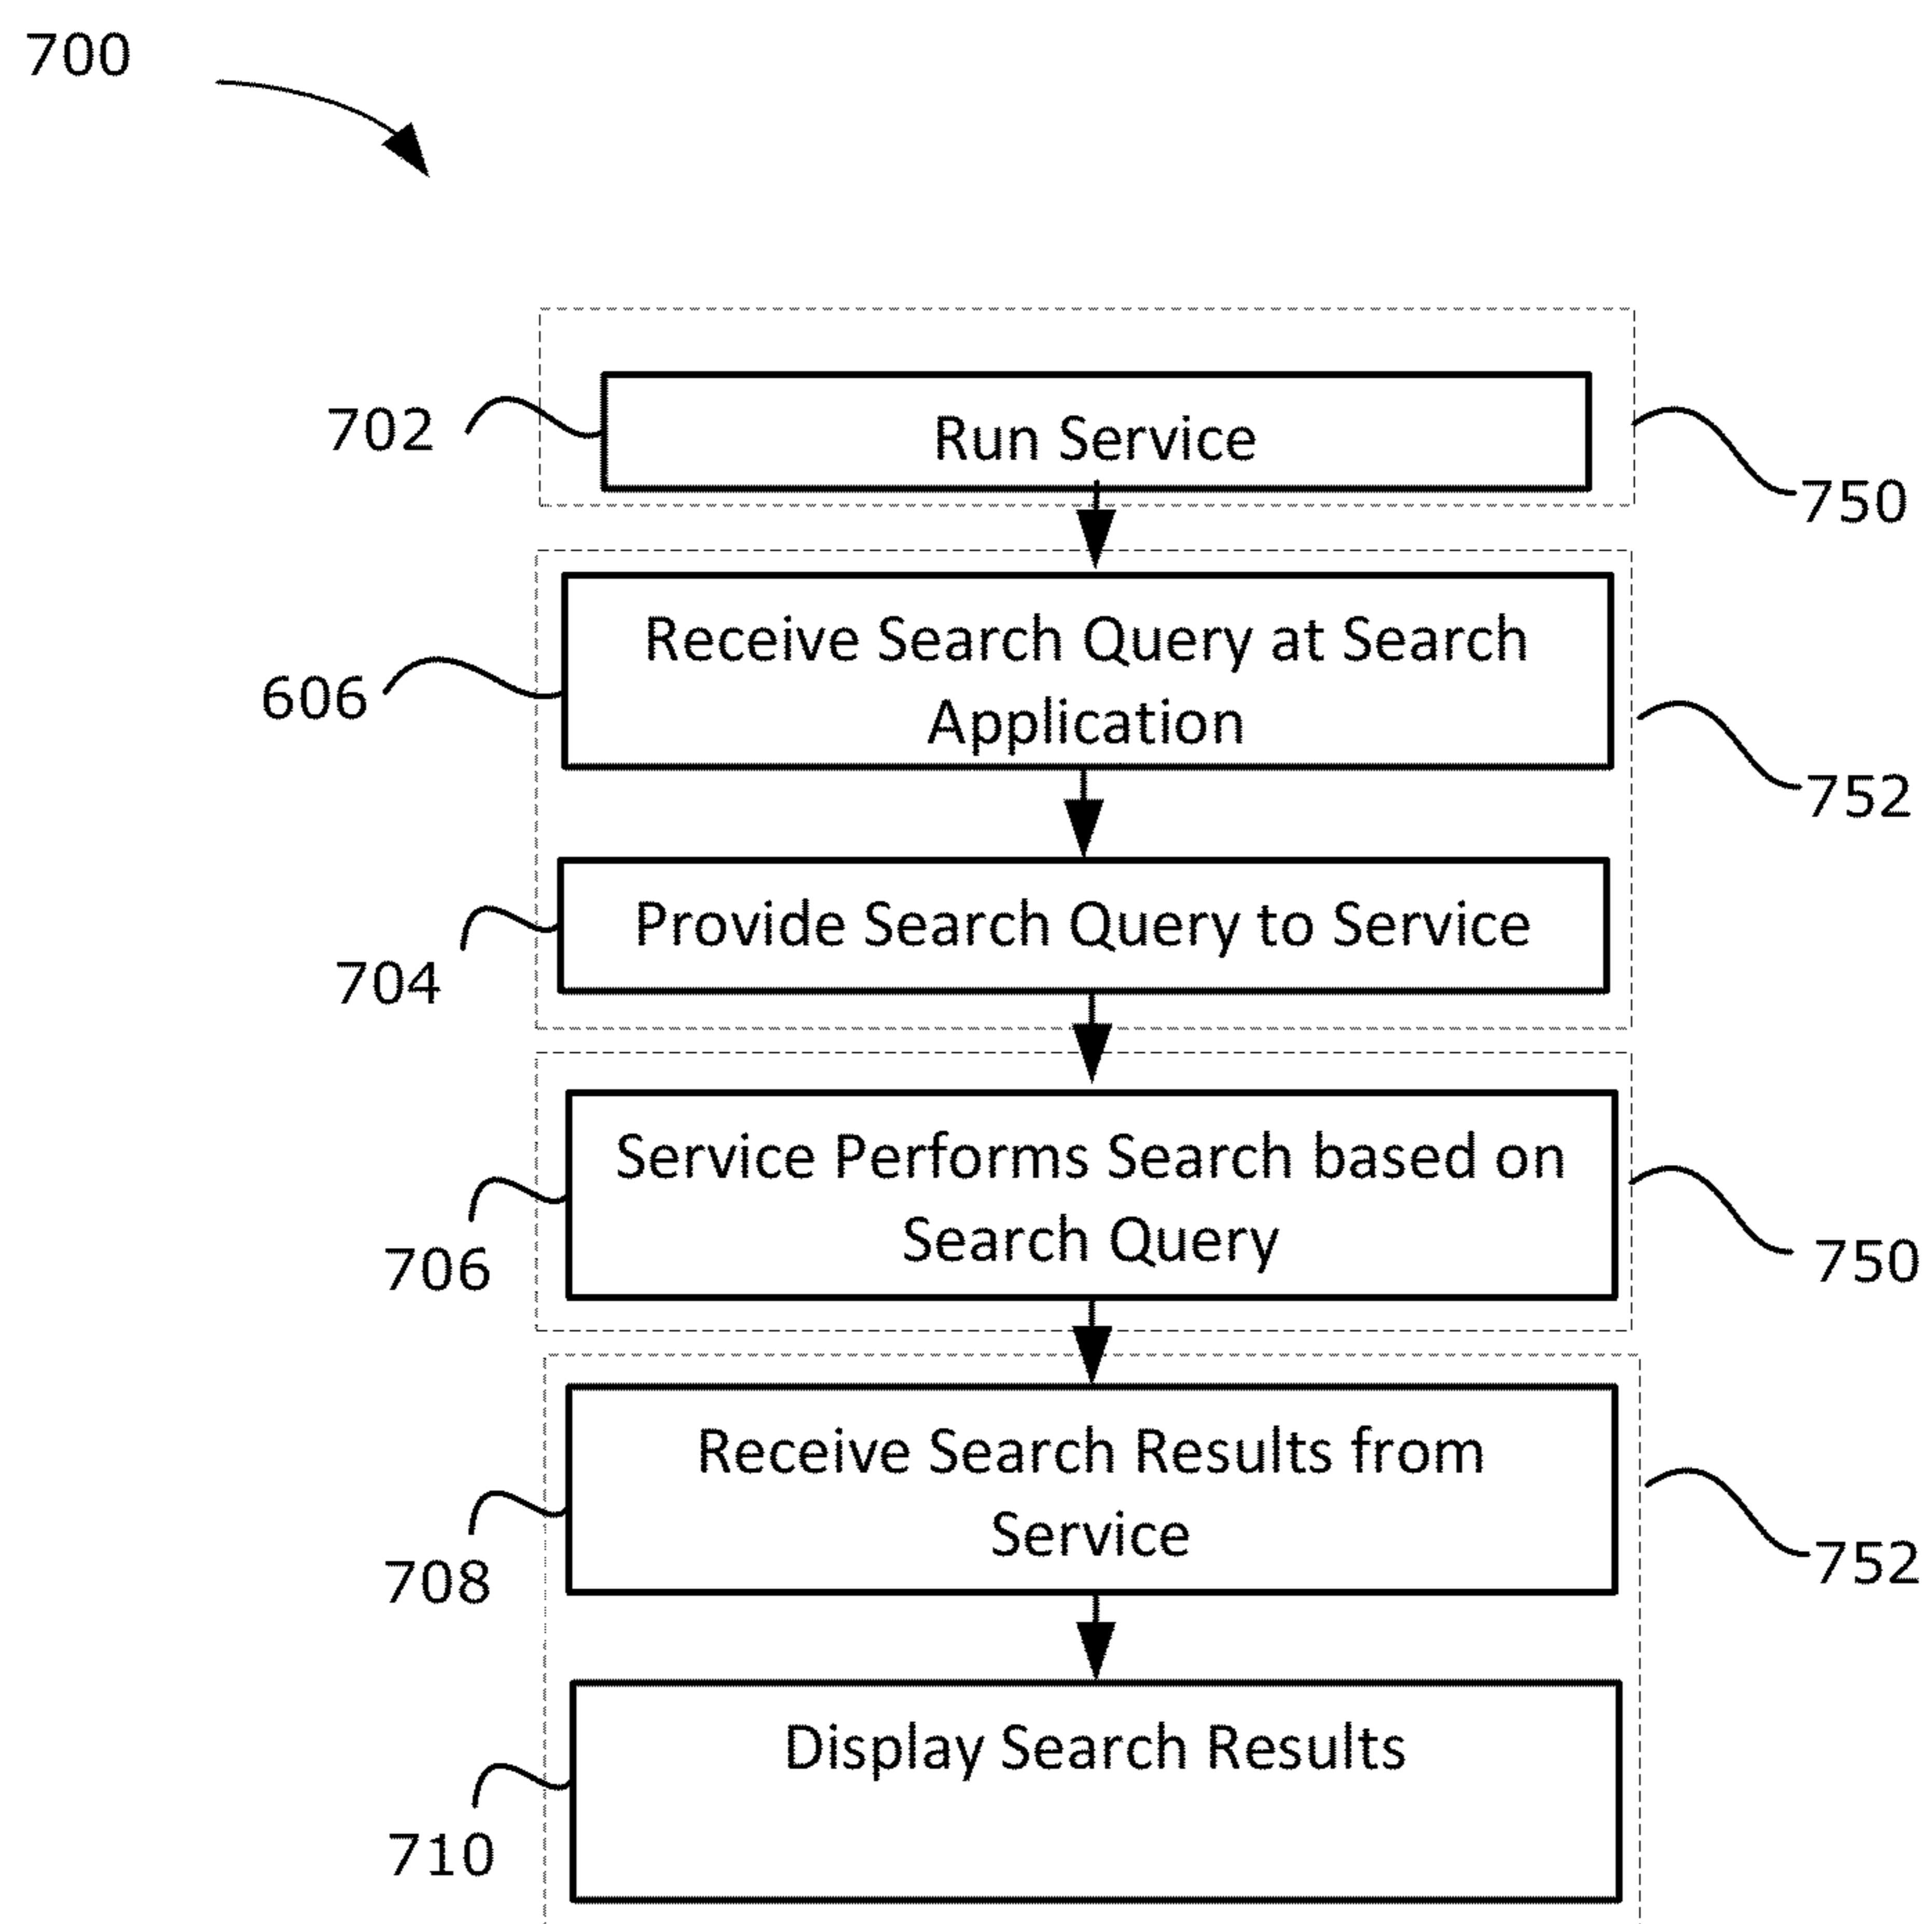 700
702
Run Service
750
606
Receive Search Query at Search
Application
752
704
Provide Search Query to Service
706
Service Performs Search based on
Search Query
750
708
Receive Search Results from
Service
752
710
Display Search Results